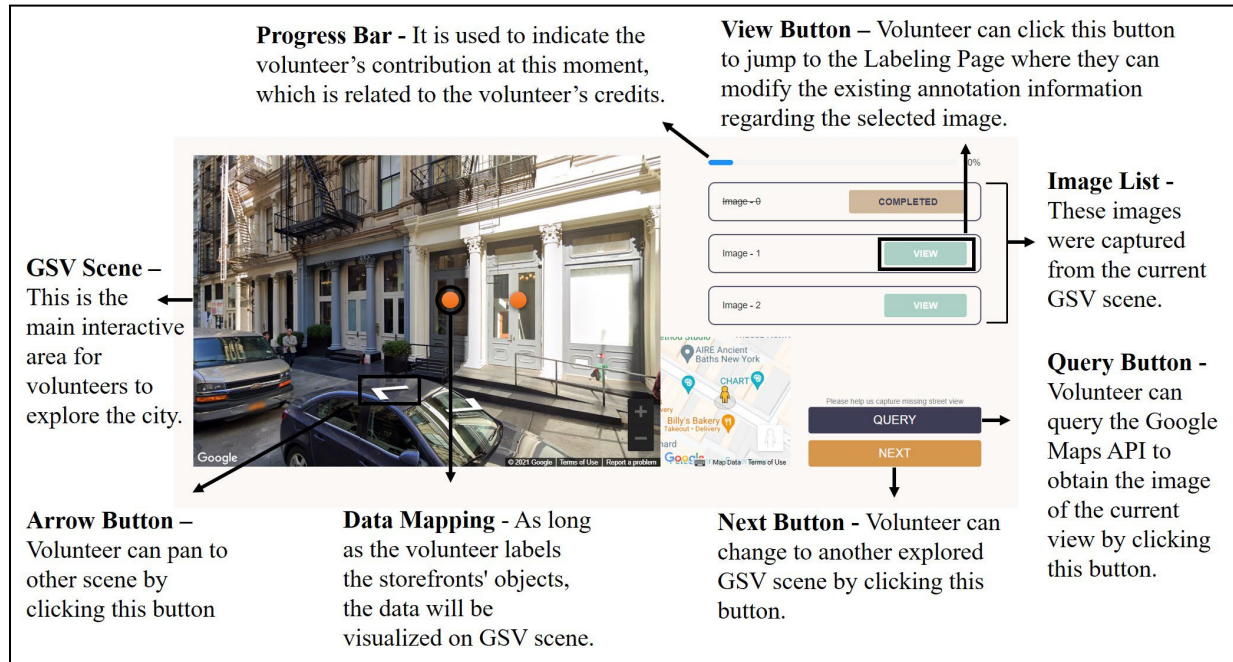 Progress Bar - It is used to indicate the
volunteer’s contribution at this moment,
which is related to the volunteer’s credits.
View Button – Volunteer can click this button
to jump to the Labeling Page where they can
modify the existing annotation information
regarding the selected image.
GSV Scene –
This is the
main interactive
area for
volunteers to
explore the city.
0%
Image - 0
COMPLETED
Image - 1
VIEW
Image - 2
VIEW
Image List -
These images
were captured
from the current
GSV scene.
AIRE Ancient
Baths New York
CHART
Billy's Bakery
Takeout • Delivery
Google
Map Data
Terms of Use
Google
© 2021 Google
Terms of Use
Report a problem
Please help us capture missing street view
QUERY
NEXT
Query Button -
Volunteer can
query the Google
Maps API to
obtain the image
of the current
view by clicking
this button.
Arrow Button –
Volunteer can pan to
other scene by
clicking this button
Data Mapping - As long
as the volunteer labels
the storefronts' objects,
the data will be
visualized on GSV scene.
Next Button - Volunteer can
change to another explored
GSV scene by clicking this
button.